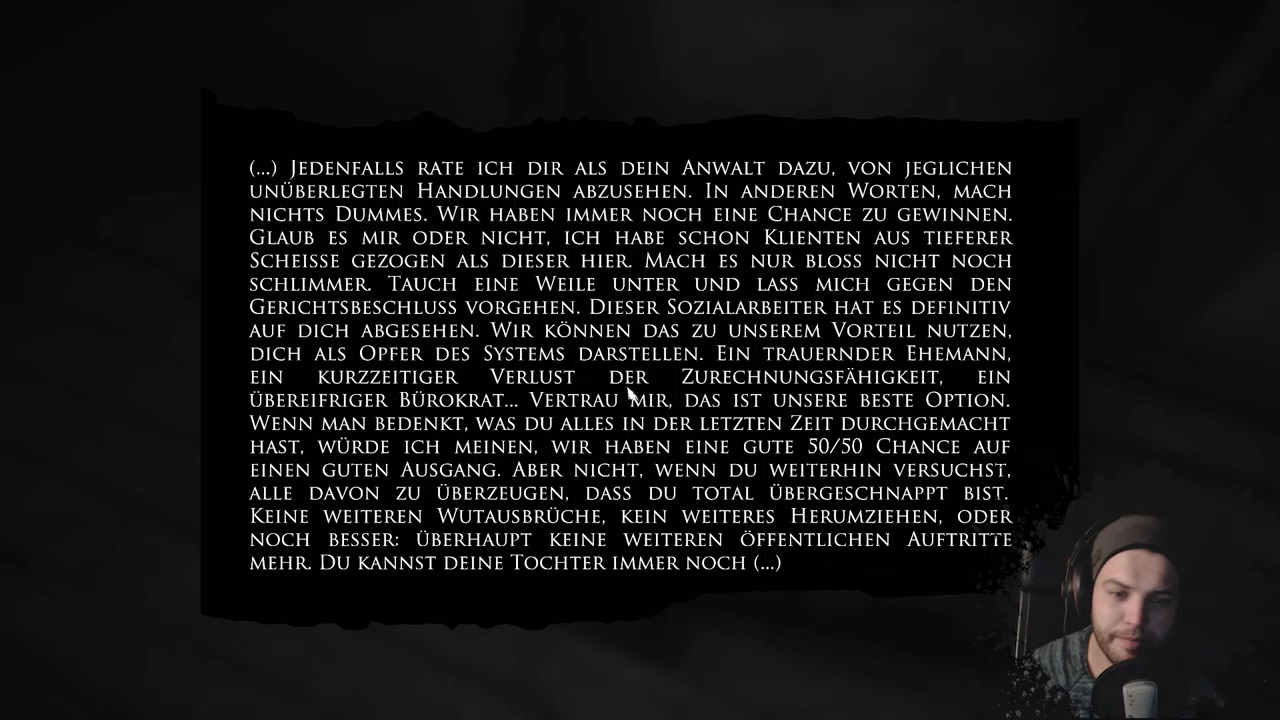 (...) Jedenfalls rate ich dir als dein Anwalt dazu, von jeglichen
unüberlegten Handlungen abzusehen. In anderen Worten, mach
nichts Dummes. Wir haben immer noch eine Chance zu gewinnen.
Glaub es mir oder nicht, ich habe schon Klienten aus tieferer
Scheisse gezogen als dieser hier. Mach es nur bloss nicht noch
schlimmer. Tauch eine Weile unter und lass mich gegen den
Gerichtsbeschluss vorgehen. Dieser Sozialarbeiter hat es definitiv
auf dich abgesehen. Wir können das zu unserem Vorteil nutzen,
dich als Opfer des Systems darstellen. Ein trauernder Ehemann,
ein kurzzeitiger Verlust der Zurechnungsfähigkeit, ein
übereifriger Bürokrat... Vertrau mir, das ist unsere beste Option.
Wenn man bedenkt, was du alles in der letzten Zeit durchgemacht
hast, würde ich meinen, wir haben eine gute 50/50 Chance auf
einen guten Ausgang. Aber nicht, wenn du weiterhin versuchst,
alle davon zu überzeugen, dass du total übergeschnappt bist.
Keine weiteren Wutausbrüche, kein weiteres Herumziehen, oder
noch besser: überhaupt keine weiteren öffentlichen Auftritte
mehr. Du kannst deine Tochter immer noch (...)